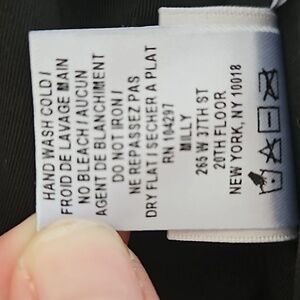 HAND WASH COLD /
FROID DE LAVAGE MAIN
NO BLEACH / AUCUN
AGENT DE BLANCHIMENT
DO NOT IRON /
NE REPASSEZ PAS
DRY FLAT / SECHER A PLAT
RN 104297
MILLY
265 W 37TH ST
20TH FLOOR
NEW YORK, NY 10018